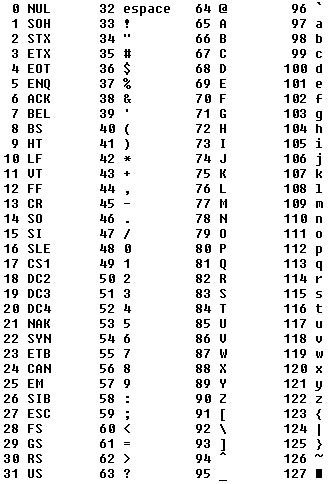 0 NUL 32 espace 64 @ 96 `
1 SOH 33 ! 65 A 97 a
2 STX 34 " 66 B 98 b
3 ETX 35 # 67 C 99 c
4 EOT 36 $ 68 D 100 d
5 ENQ 37 % 69 E 101 e
6 ACK 38 & 70 F 102 f
7 BEL 39 ' 71 G 103 g
8 BS 40 ( 72 H 104 h
9 HT 41 ) 73 I 105 i
10 LF 42 * 74 J 106 j
11 VT 43 + 75 K 107 k
12 FF 44 , 76 L 108 l
13 CR 45 - 77 M 109 m
14 SO 46 . 78 N 110 n
15 SI 47 / 79 O 111 o
16 SLE 48 0 80 P 112 p
17 CS1 49 1 81 Q 113 q
18 DC2 50 2 82 R 114 r
19 DC3 51 3 83 S 115 s
20 DC4 52 4 84 T 116 t
21 NAK 53 5 85 U 117 u
22 SYN 54 6 86 V 118 v
23 ETB 55 7 87 W 119 w
24 CAN 56 8 88 X 120 x
25 EM 57 9 89 Y 121 y
26 SIB 58 : 90 Z 122 z
27 ESC 59 ; 91 [ 123 {
28 FS 60 < 92 \ 124 |
29 GS 61 = 93 ] 125 }
30 RS 62 > 94 ^ 126 ~
31 US 63 ? 95 _ 127 ∎